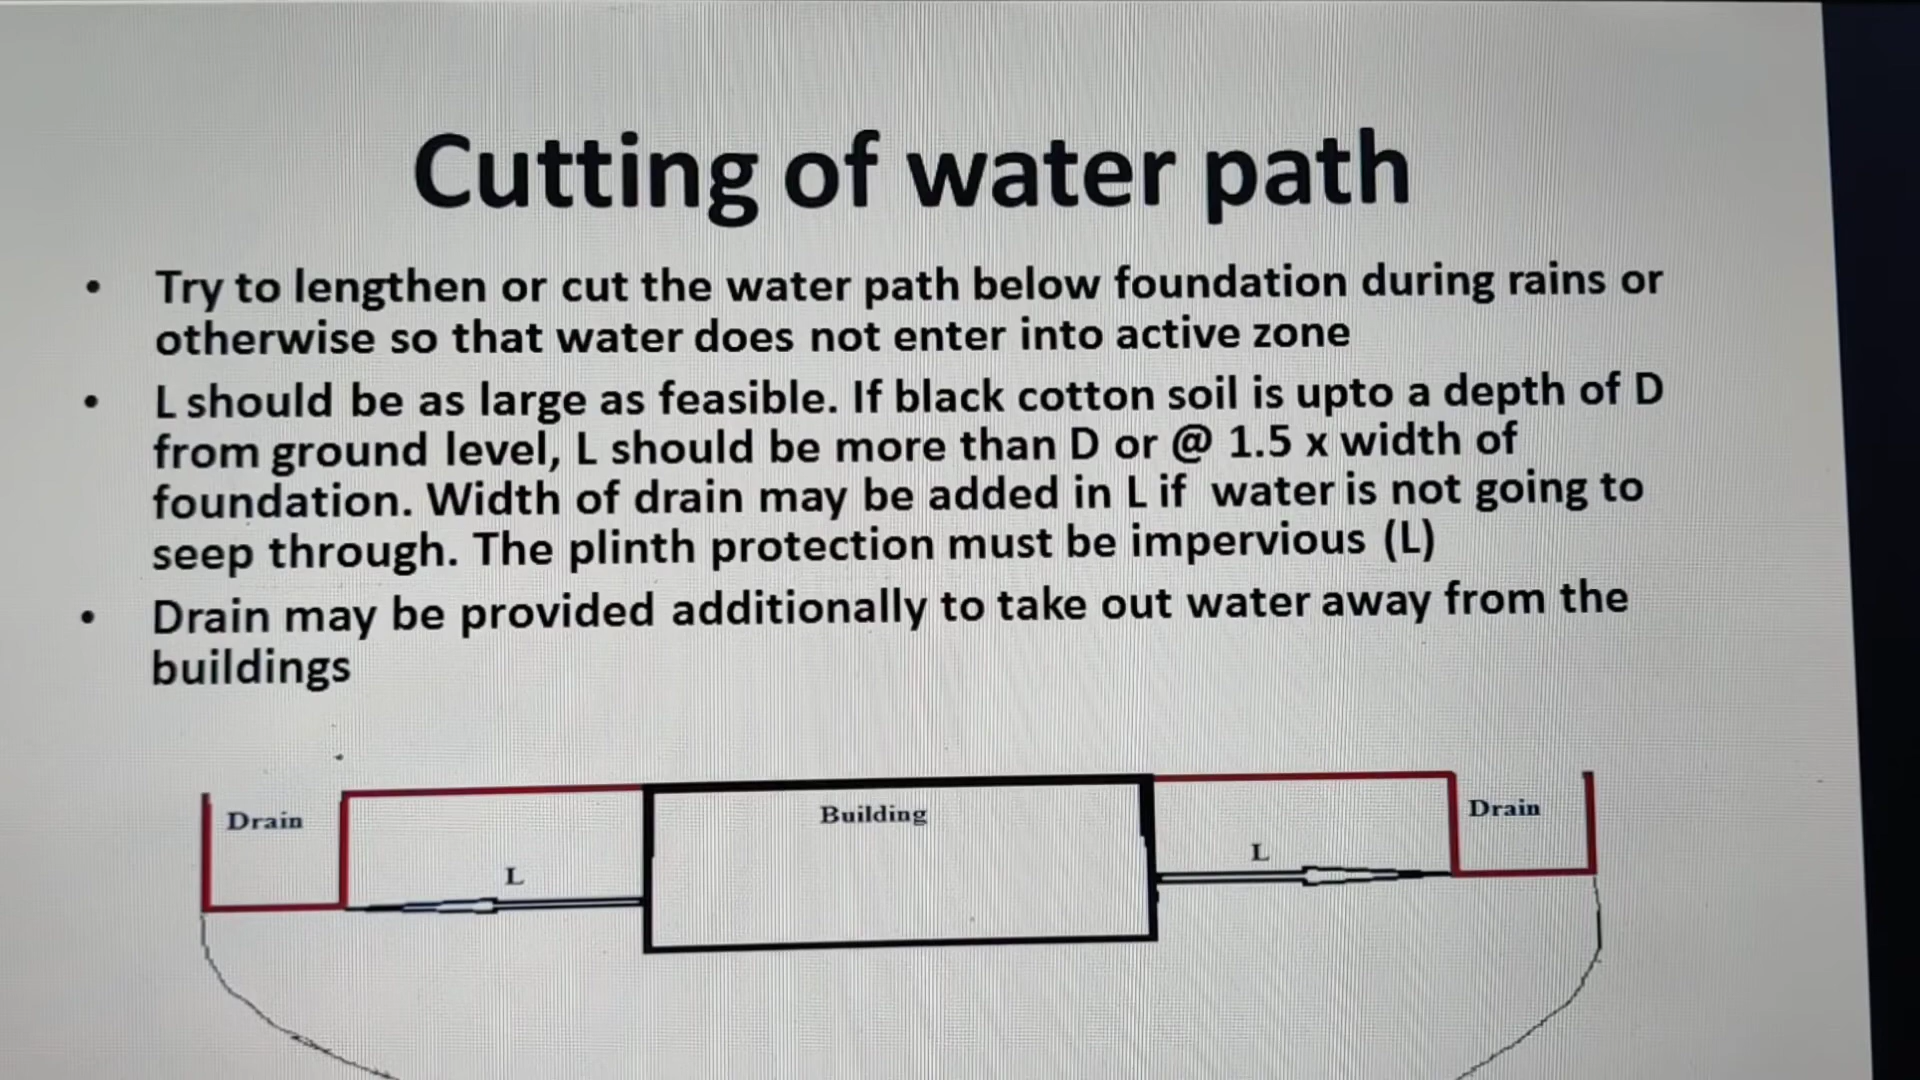 Cutting of water path
• Try to lengthen or cut the water path below foundation during rains or
otherwise so that water does not enter into active zone
• L should be as large as feasible. If black cotton soil is upto a depth of D
from ground level, L should be more than D or @ 1.5 x width of
foundation. Width of drain may be added in L if water is not going to
seep through. The plinth protection must be impervious (L)
• Drain may be provided additionally to take out water away from the
buildings
Drain
Building
Drain
L
L